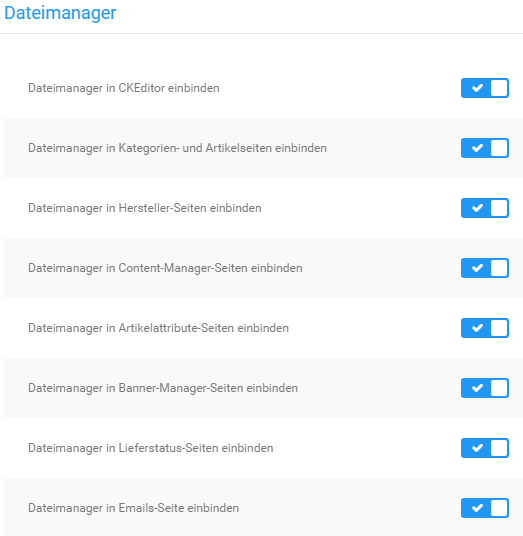 Dateimanager
Dateimanager in CKEditor einbinden
Dateimanager in Kategorien- und Artikelseiten einbinden
Dateimanager in Hersteller-Seiten einbinden
Dateimanager in Content-Manager-Seiten einbinden
Dateimanager in Artikelattribute-Seiten einbinden
Dateimanager in Banner-Manager-Seiten einbinden
Dateimanager in Lieferstatus-Seiten einbinden
Dateimanager in Emails-Seite einbinden